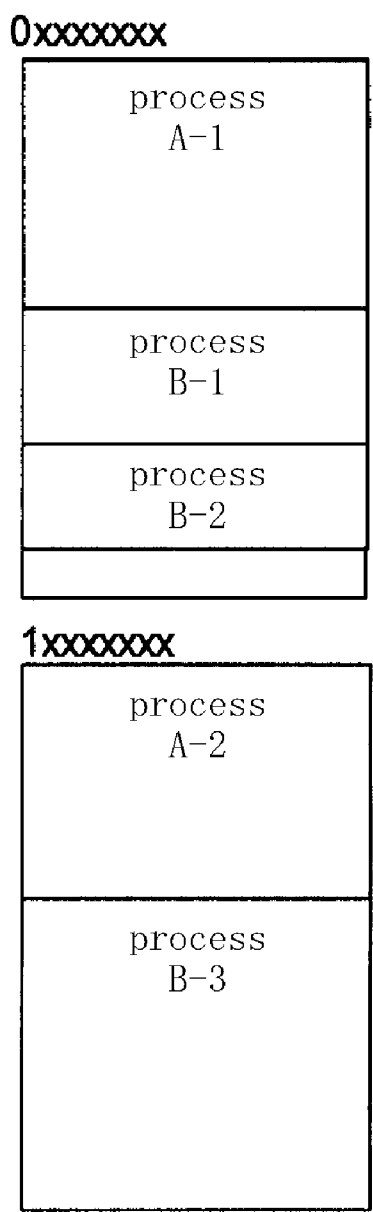 0xxxxxxx
process
A-1
process
B-1
process
B-2
1xxxxxxx
process
A-2
process
B-3